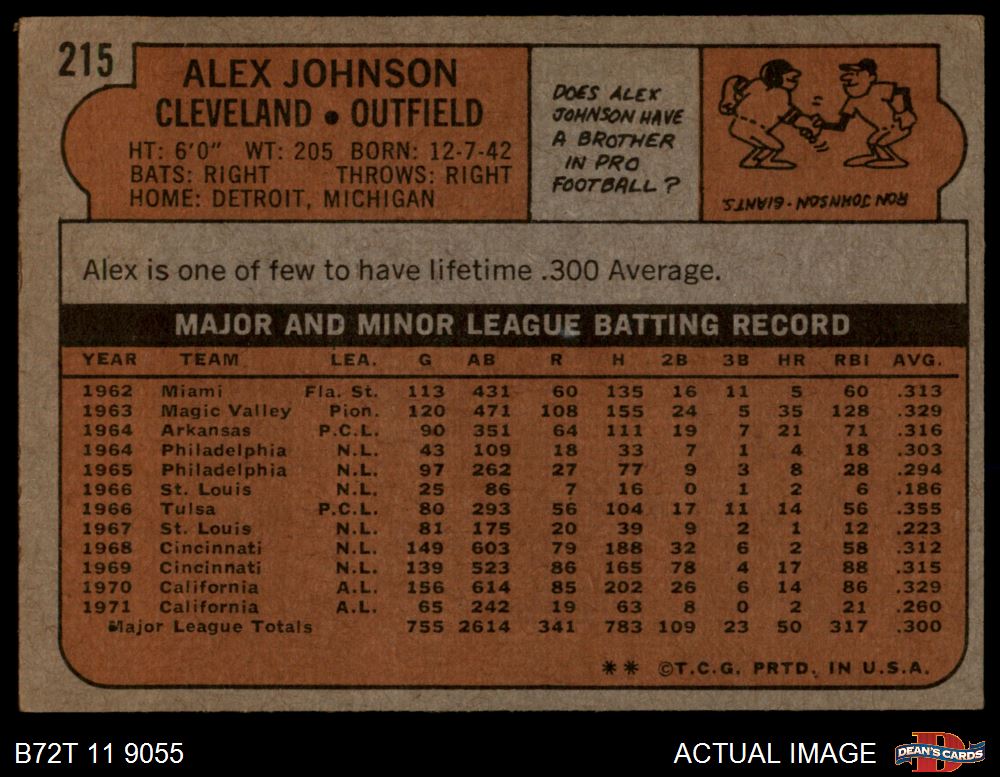 215
ALEX JOHNSON
CLEVELAND • OUTFIELD
HT: 6'0" WT: 205 BORN: 12-7-42
BATS: RIGHT THROWS: RIGHT
HOME: DETROIT, MICHIGAN
DOES ALEX
JOHNSON HAVE
A BROTHER
IN PRO
FOOTBALL?
RON JOHNSON - GIANTS
Alex is one of few to have lifetime .300 Average.
MAJOR AND MINOR LEAGUE BATTING RECORD
YEAR TEAM LEA. G AB R H 2B 3B HR RBI AVG.
1962 Miami Fla. St. 113 431 60 135 16 11 5 60 .313
1963 Magic Valley Pion. 120 471 108 155 24 5 35 128 .329
1964 Arkansas P.C.L. 90 351 64 111 19 7 21 71 .316
1964 Philadelphia N.L. 43 109 18 33 7 1 4 18 .303
1965 Philadelphia N.L. 97 262 27 77 9 3 8 28 .294
1966 St. Louis N.L. 25 86 7 16 0 1 2 6 .186
1966 Tulsa P.C.L. 80 293 56 104 17 11 14 56 .355
1967 St. Louis N.L. 81 175 20 39 9 2 1 12 .223
1968 Cincinnati N.L. 149 603 79 188 32 6 2 58 .312
1969 Cincinnati N.L. 139 523 86 165 78 4 17 88 .315
1970 California A.L. 156 614 85 202 26 6 14 86 .329
1971 California A.L. 65 242 19 63 8 0 2 21 .260
Major League Totals 755 2614 341 783 109 23 50 317 .300
** ©T.C.G. PRTD. IN U.S.A.
B72T 11 9055
ACTUAL IMAGE
DEAN'S CARDS